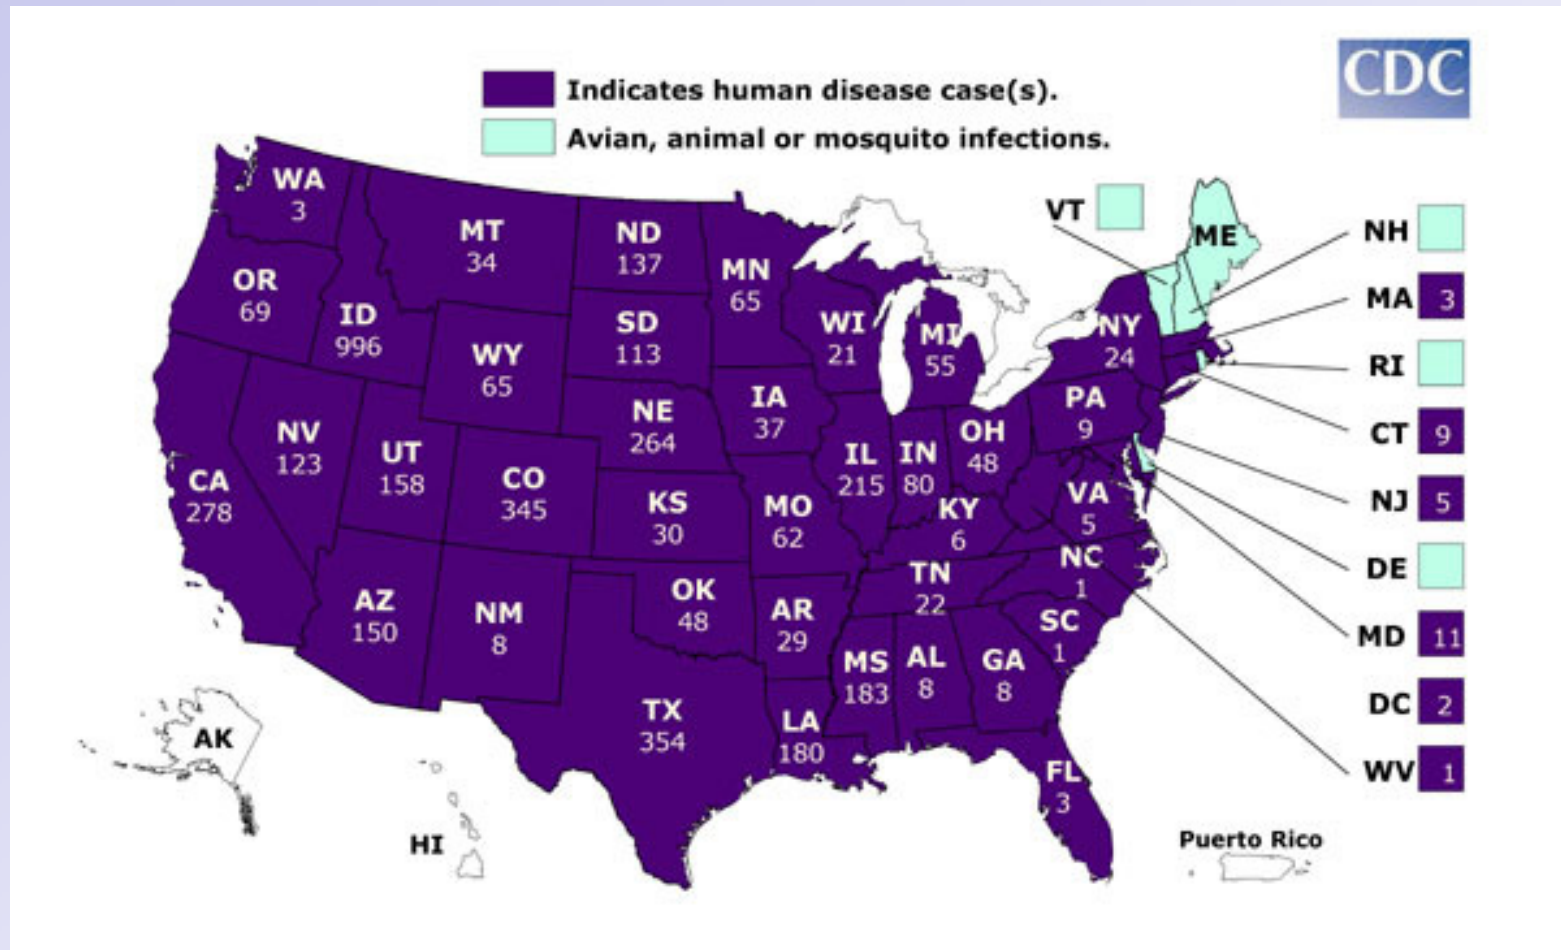 CDC
Indicates human disease case(s).
Avian, animal or mosquito infections.
WA
3
MT
34
ND
137
MN
65
VT
ME
NH
OR
69
ID
996
WY
65
SD
113
WI
21
MI
55
NY
24
MA 3
RI
NV
123
UT
158
CO
345
NE
264
IA
37
IL
215
IN
80
OH
48
PA
9
CT 9
CA
278
KS
30
MO
62
KY
6
VA
5
NJ 5
DE
AZ
150
NM
8
OK
48
AR
29
TN
22
NC
1
SC
1
MD 11
MS
183
AL
8
GA
8
DC 2
AK
TX
354
LA
180
FL
3
WV 1
HI
Puerto Rico